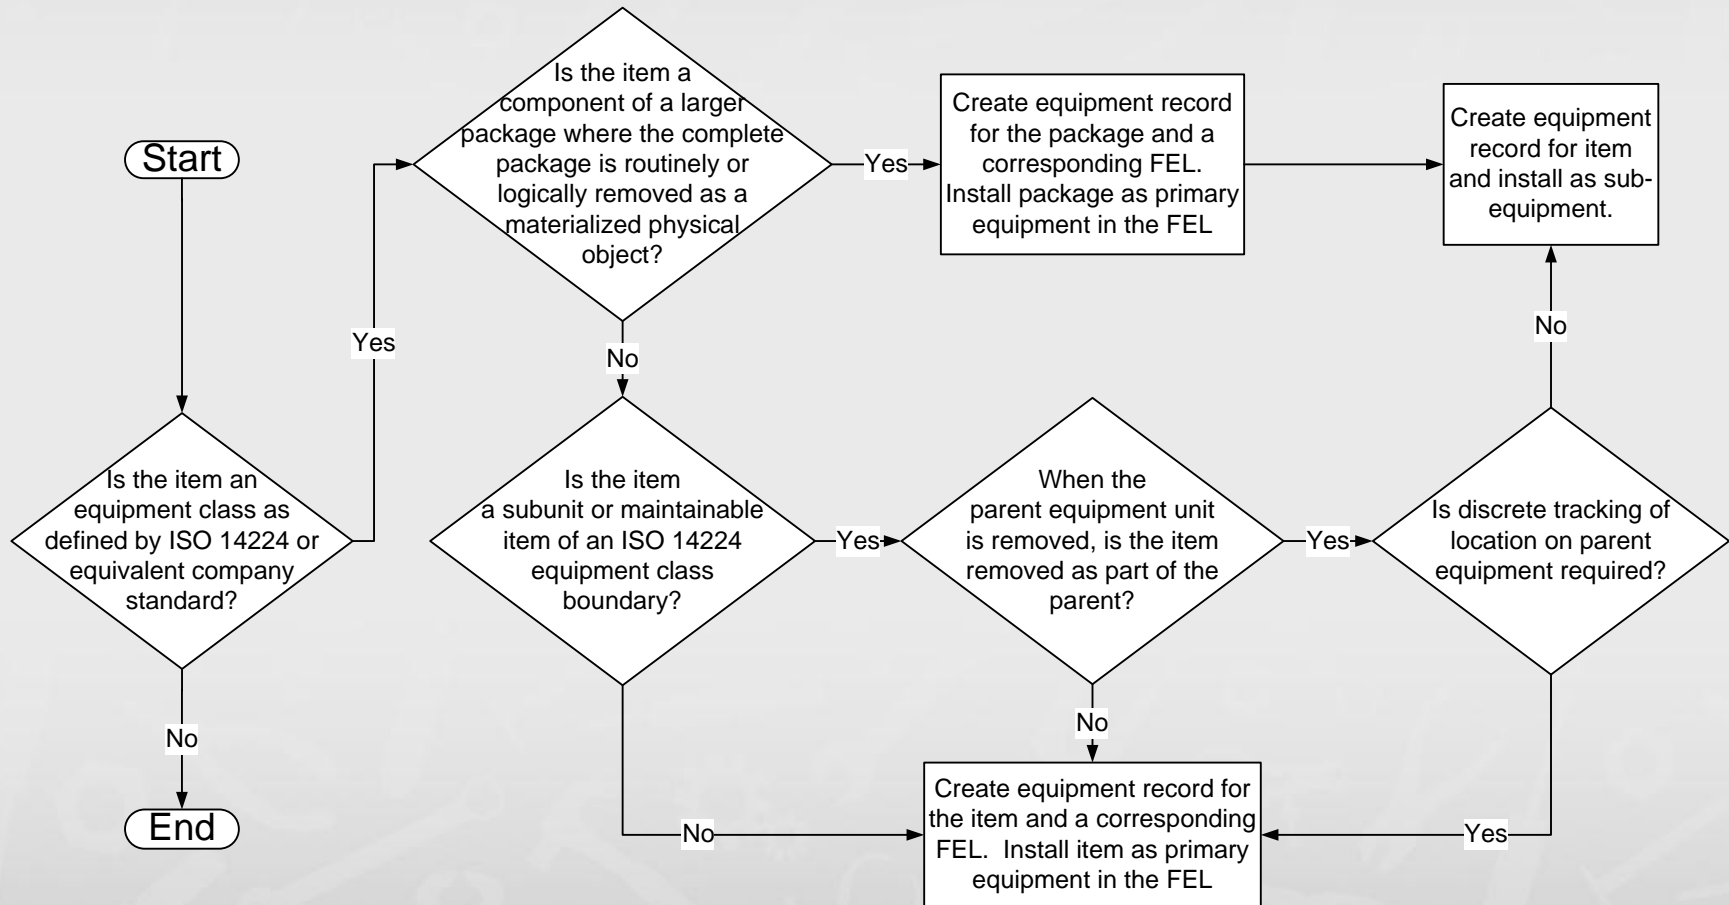 Start
Is the item an
equipment class as
defined by ISO 14224 or
equivalent company
standard?
Yes
No
End
Is the item a
component of a larger
package where the complete
package is routinely or
logically removed as a
materialized physical
object?
Yes
No
Create equipment record
for the package and a
corresponding FEL.
Install package as primary
equipment in the FEL
Create equipment
record for item
and install as sub-
equipment.
Is the item
a subunit or maintainable
item of an ISO 14224
equipment class
boundary?
Yes
No
When the
parent equipment unit
is removed, is the item
removed as part of the
parent?
Yes
No
Is discrete tracking of
location on parent
equipment required?
No
Yes
Create equipment record for
the item and a corresponding
FEL.  Install item as primary
equipment in the FEL